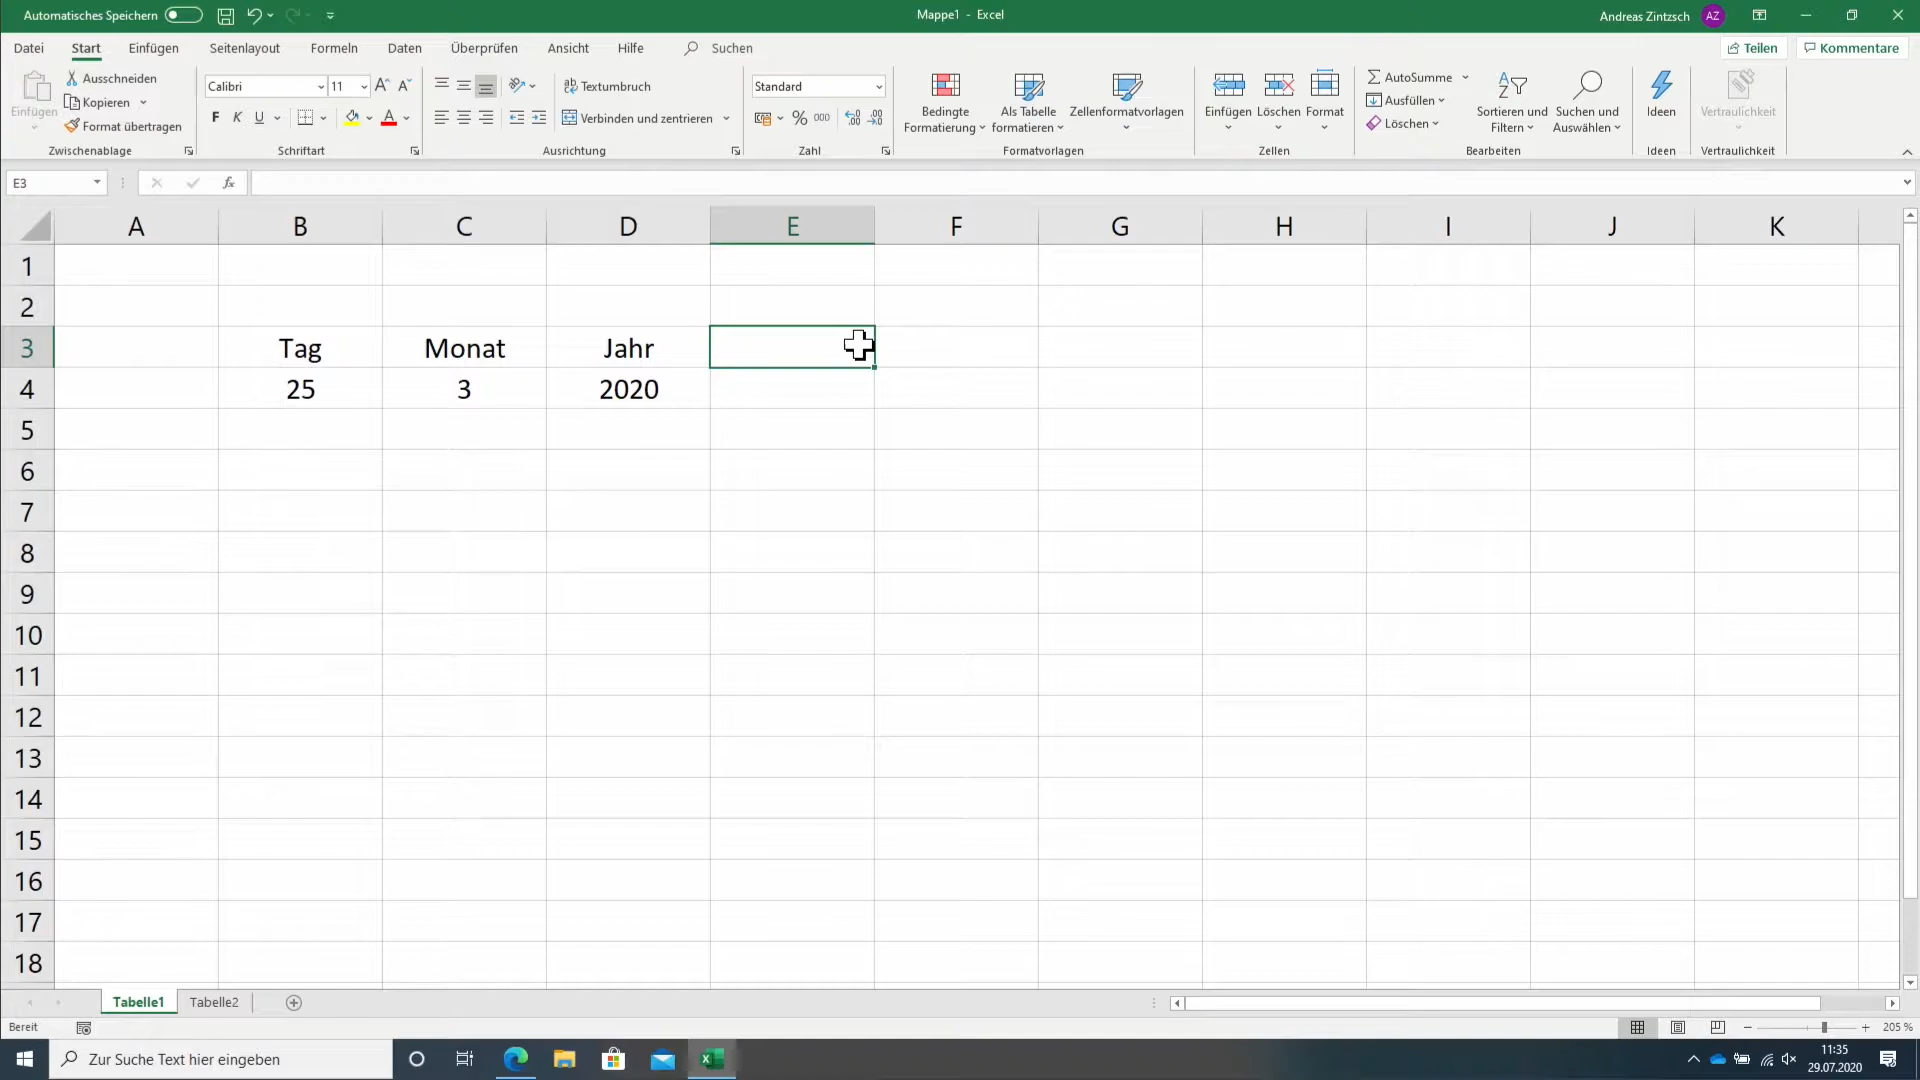 Automatisches Speichern
Mappe1 - Excel
Andreas Zintzsch AZ
Datei Start Einfügen Seitenlayout Formeln Daten Überprüfen Ansicht Hilfe Suchen
Teilen Kommentare
Einfügen
Ausschneiden
Kopieren
Format übertragen
Zwischenablage
Calibri 11
F K U
Schriftart
Textumbruch
Verbinden und zentrieren
Ausrichtung
Standard
% 000
Zahl
Bedingte Formatierung
Als Tabelle formatieren
Zellenformatvorlagen
Formatvorlagen
Einfügen Löschen Format
Zellen
AutoSumme
Ausfüllen
Löschen
Sortieren und Filtern
Suchen und Auswählen
Bearbeiten
Ideen
Ideen
Vertraulichkeit
Vertraulichkeit
E3 fx
A B C D E F G H I J K
1
2
3 Tag Monat Jahr
4 25 3 2020
5
6
7
8
9
10
11
12
13
14
15
16
17
18
Tabelle1 Tabelle2
Bereit
205 %
Zur Suche Text hier eingeben
11:35
29.07.2020